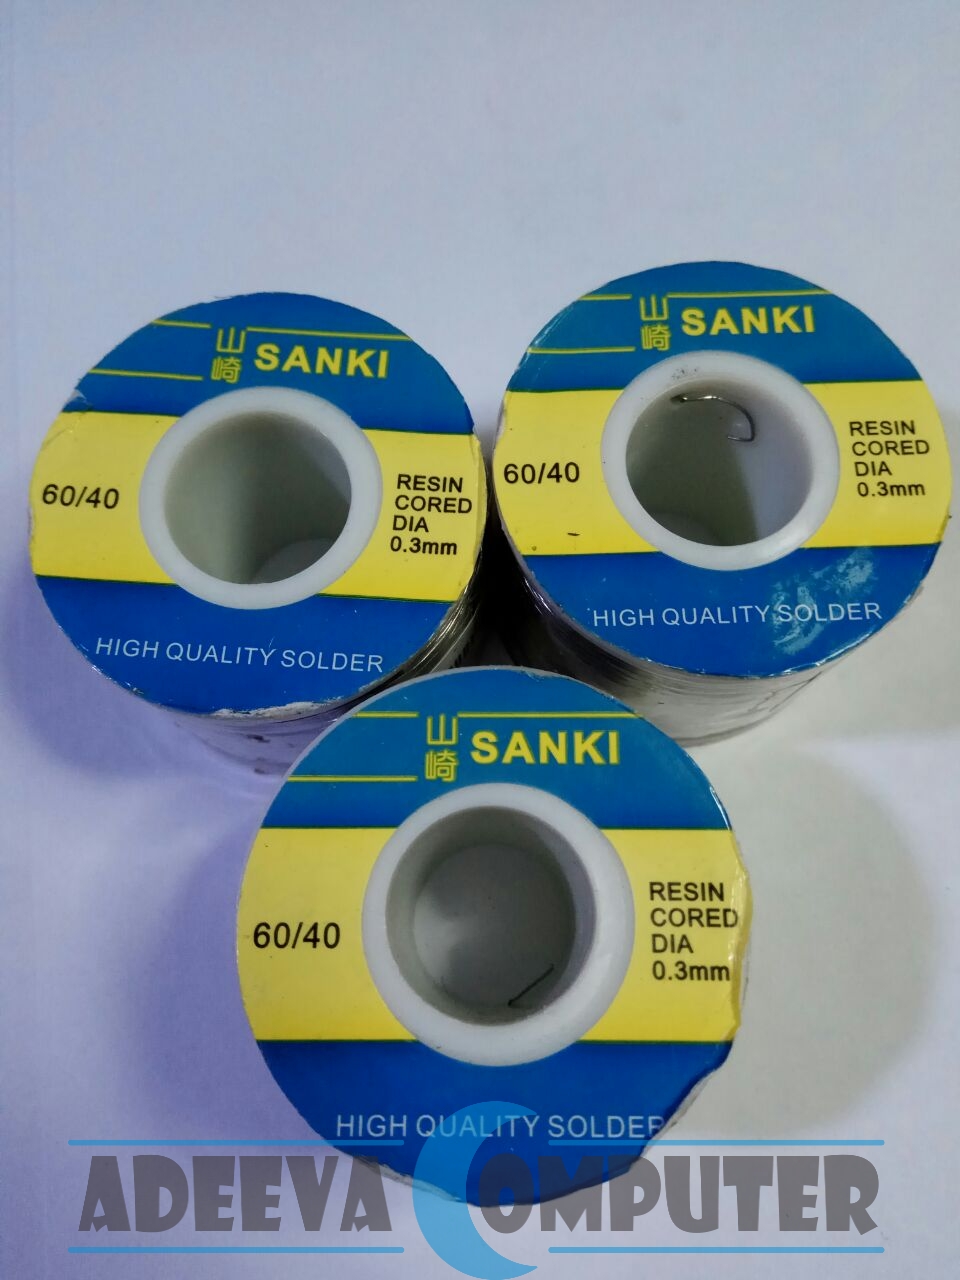 山崎 SANKI
60/40
RESIN
CORED
DIA
0.3mm
HIGH QUALITY SOLDER
山崎 SANKI
60/40
RESIN
CORED
DIA
0.3mm
HIGH QUALITY SOLDER
山崎 SANKI
60/40
RESIN
CORED
DIA
0.3mm
HIGH QUALITY SOLDER
ADEEVA COMPUTER